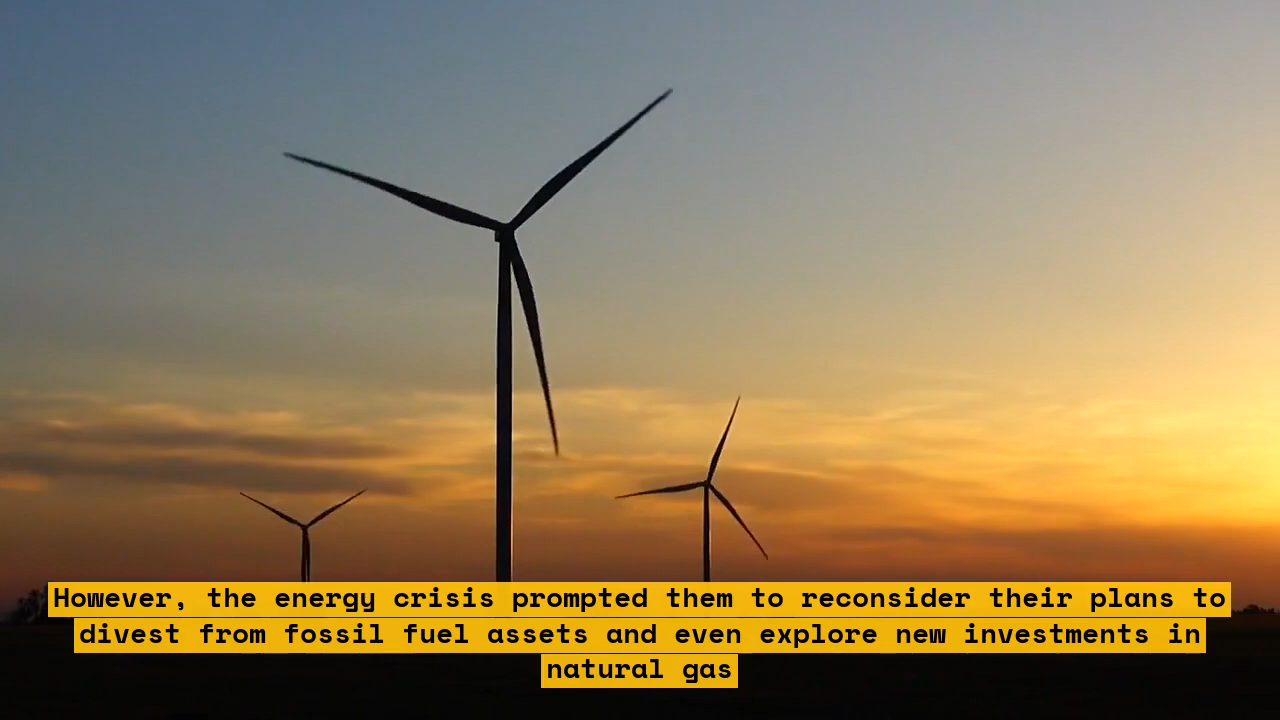 However, the energy crisis prompted them to reconsider their plans to
divest from fossil fuel assets and even explore new investments in
natural gas